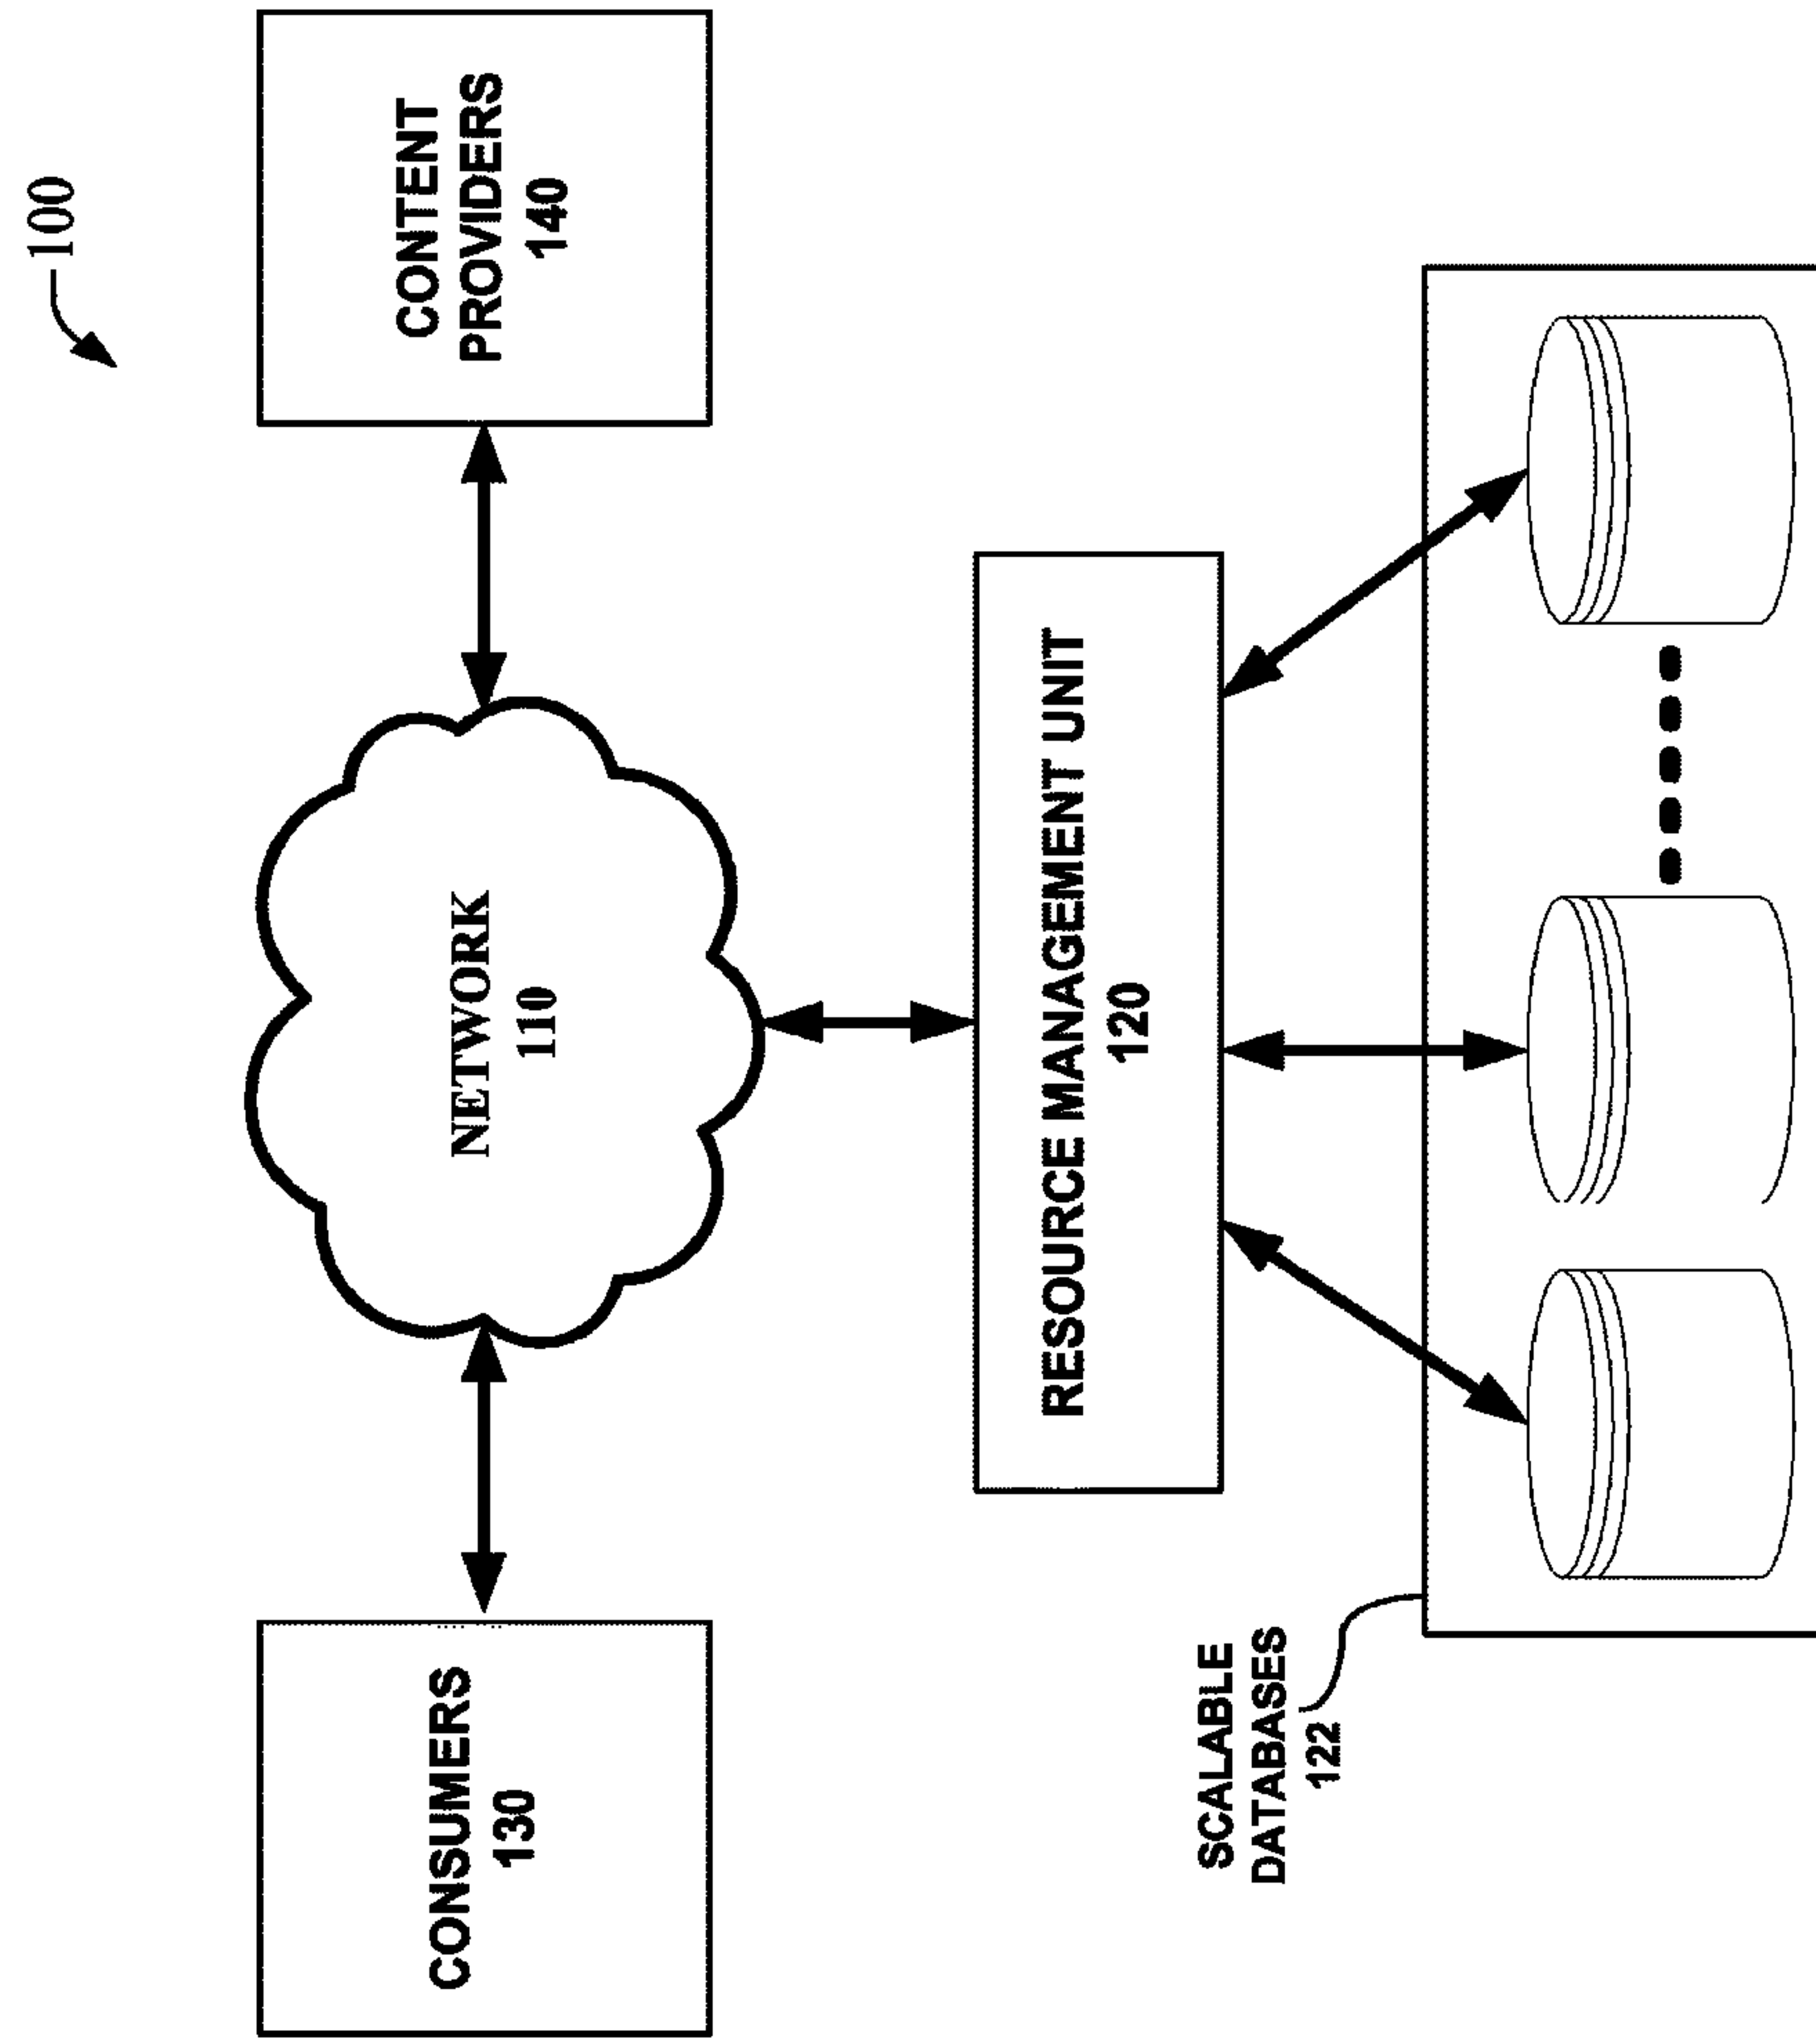 100
CONSUMERS
130
NETWORK
110
CONTENT
PROVIDERS
140
RESOURCE MANAGEMENT UNIT
120
SCALABLE
DATABASES
122